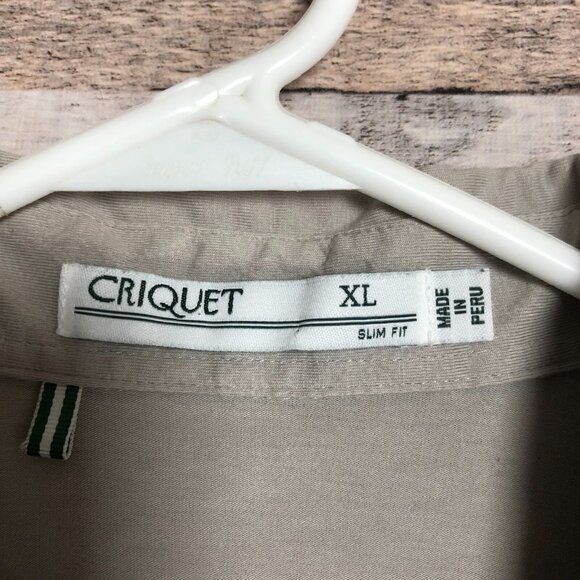 CRIQUET XL
SLIM FIT
MADE
IN
PERU